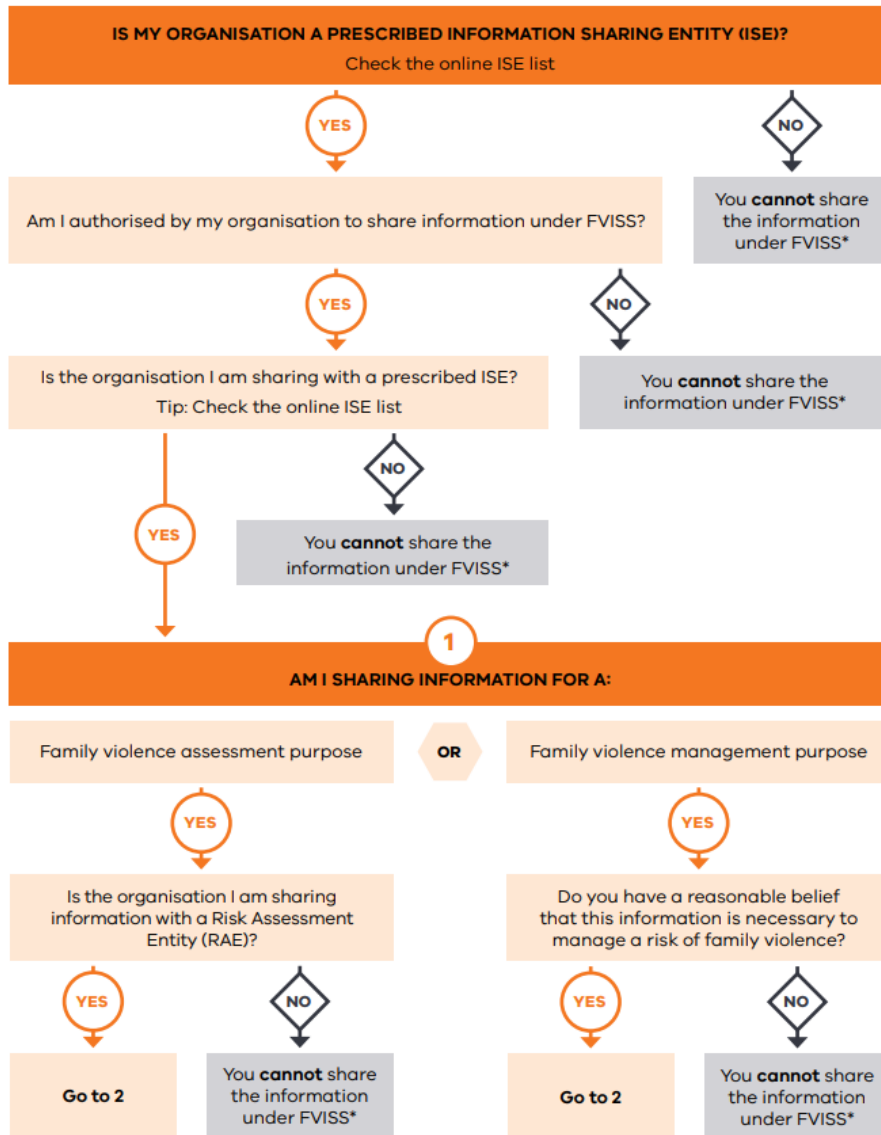 IS MY ORGANISATION A PRESCRIBED INFORMATION SHARING ENTITY (ISE)?
Check the online ISE list
YES
NO
Am I authorised by my organisation to share information under FVISS?
You cannot share
the information
under FVISS*
YES
NO
Is the organisation I am sharing with a prescribed ISE?
Tip: Check the online ISE list
You cannot share the
information under FVISS*
NO
YES
You cannot share the
information under FVISS*
1
AM I SHARING INFORMATION FOR A:
Family violence assessment purpose
OR
Family violence management purpose
YES
YES
Is the organisation I am sharing
information with a Risk Assessment
Entity (RAE)?
Do you have a reasonable belief
that this information is necessary to
manage a risk of family violence?
YES
NO
YES
NO
Go to 2
You cannot share
the information
under FVISS*
Go to 2
You cannot share
the information
under FVISS*